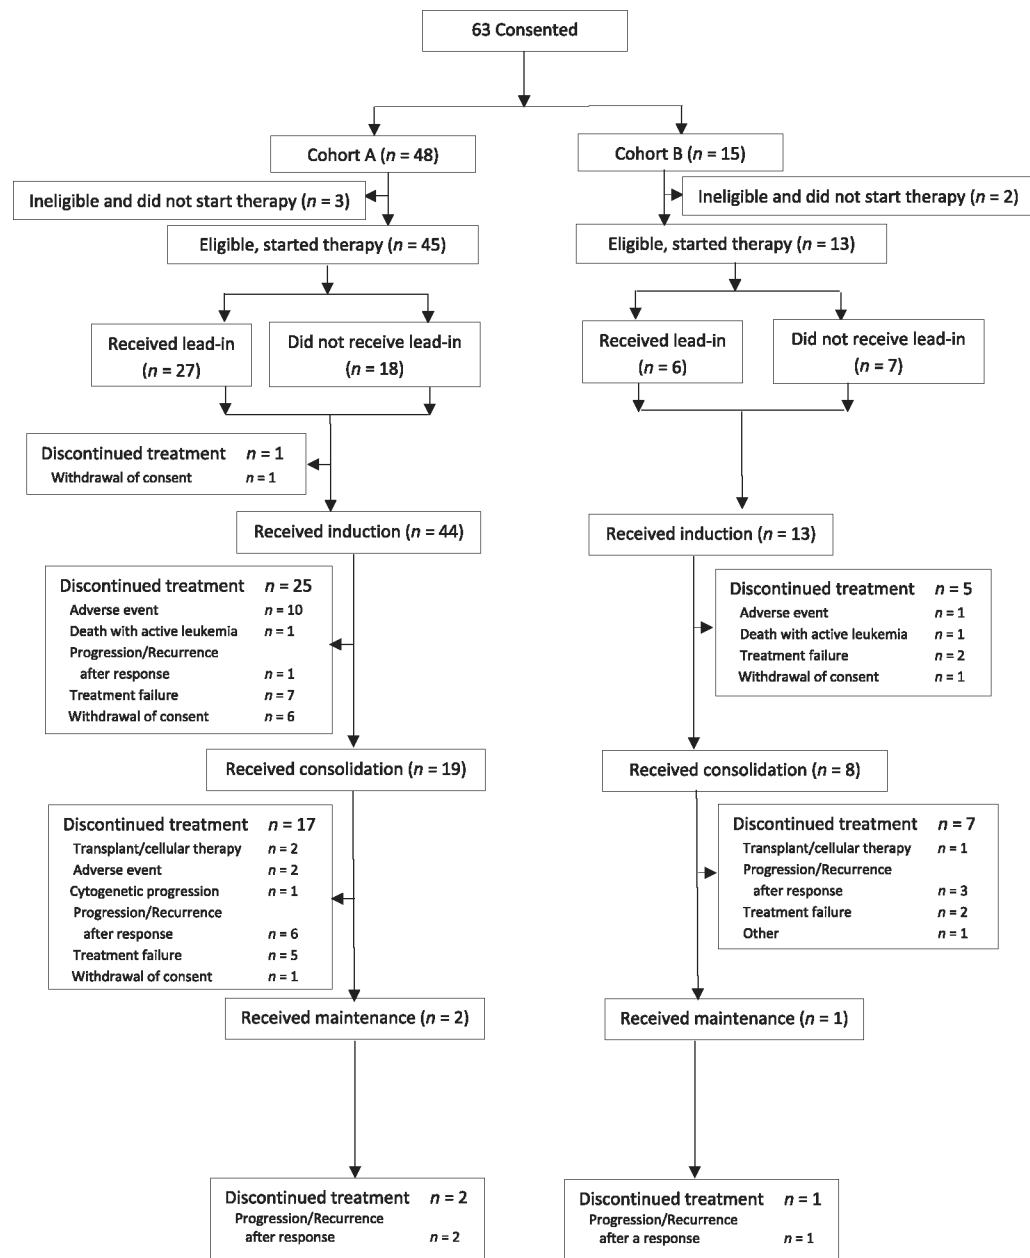 63 Consented
Cohort A (n = 48)
Cohort B (n = 15)
Ineligible and did not start therapy (n = 3)
Ineligible and did not start therapy (n = 2)
Eligible, started therapy (n = 45)
Eligible, started therapy (n = 13)
Received lead-in
(n = 27)
Did not receive lead-in
(n = 18)
Received lead-in
(n = 6)
Did not receive lead-in
(n = 7)
Discontinued treatment n = 1
Withdrawal of consent n = 1
Received induction (n = 44)
Received induction (n = 13)
Discontinued treatment n = 25
Adverse event n = 10
Death with active leukemia n = 1
Progression/Recurrence
after response n = 1
Treatment failure n = 7
Withdrawal of consent n = 6
Discontinued treatment n = 5
Adverse event n = 1
Death with active leukemia n = 1
Treatment failure n = 2
Withdrawal of consent n = 1
Received consolidation (n = 19)
Received consolidation (n = 8)
Discontinued treatment n = 17
Transplant/cellular therapy n = 2
Adverse event n = 2
Cytogenetic progression n = 1
Progression/Recurrence
after response n = 6
Treatment failure n = 5
Withdrawal of consent n = 1
Discontinued treatment n = 7
Transplant/cellular therapy n = 1
Progression/Recurrence
after response n = 3
Treatment failure n = 2
Other n = 1
Received maintenance (n = 2)
Received maintenance (n = 1)
Discontinued treatment n = 2
Progression/Recurrence
after response n = 2
Discontinued treatment n = 1
Progression/Recurrence
after a response n = 1